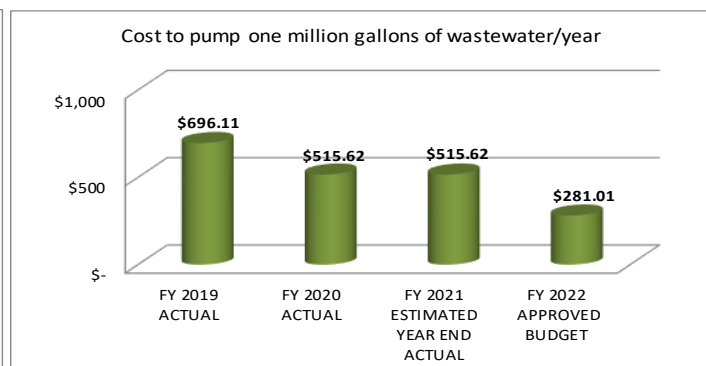 Cost to pump one million gallons of wastewater/year
$1,000
$500
$-
$696.11
$515.62
$515.62
$281.01
FY 2019
ACTUAL
FY 2020
ACTUAL
FY 2021
ESTIMATED
YEAR END
ACTUAL
FY 2022
APPROVED
BUDGET